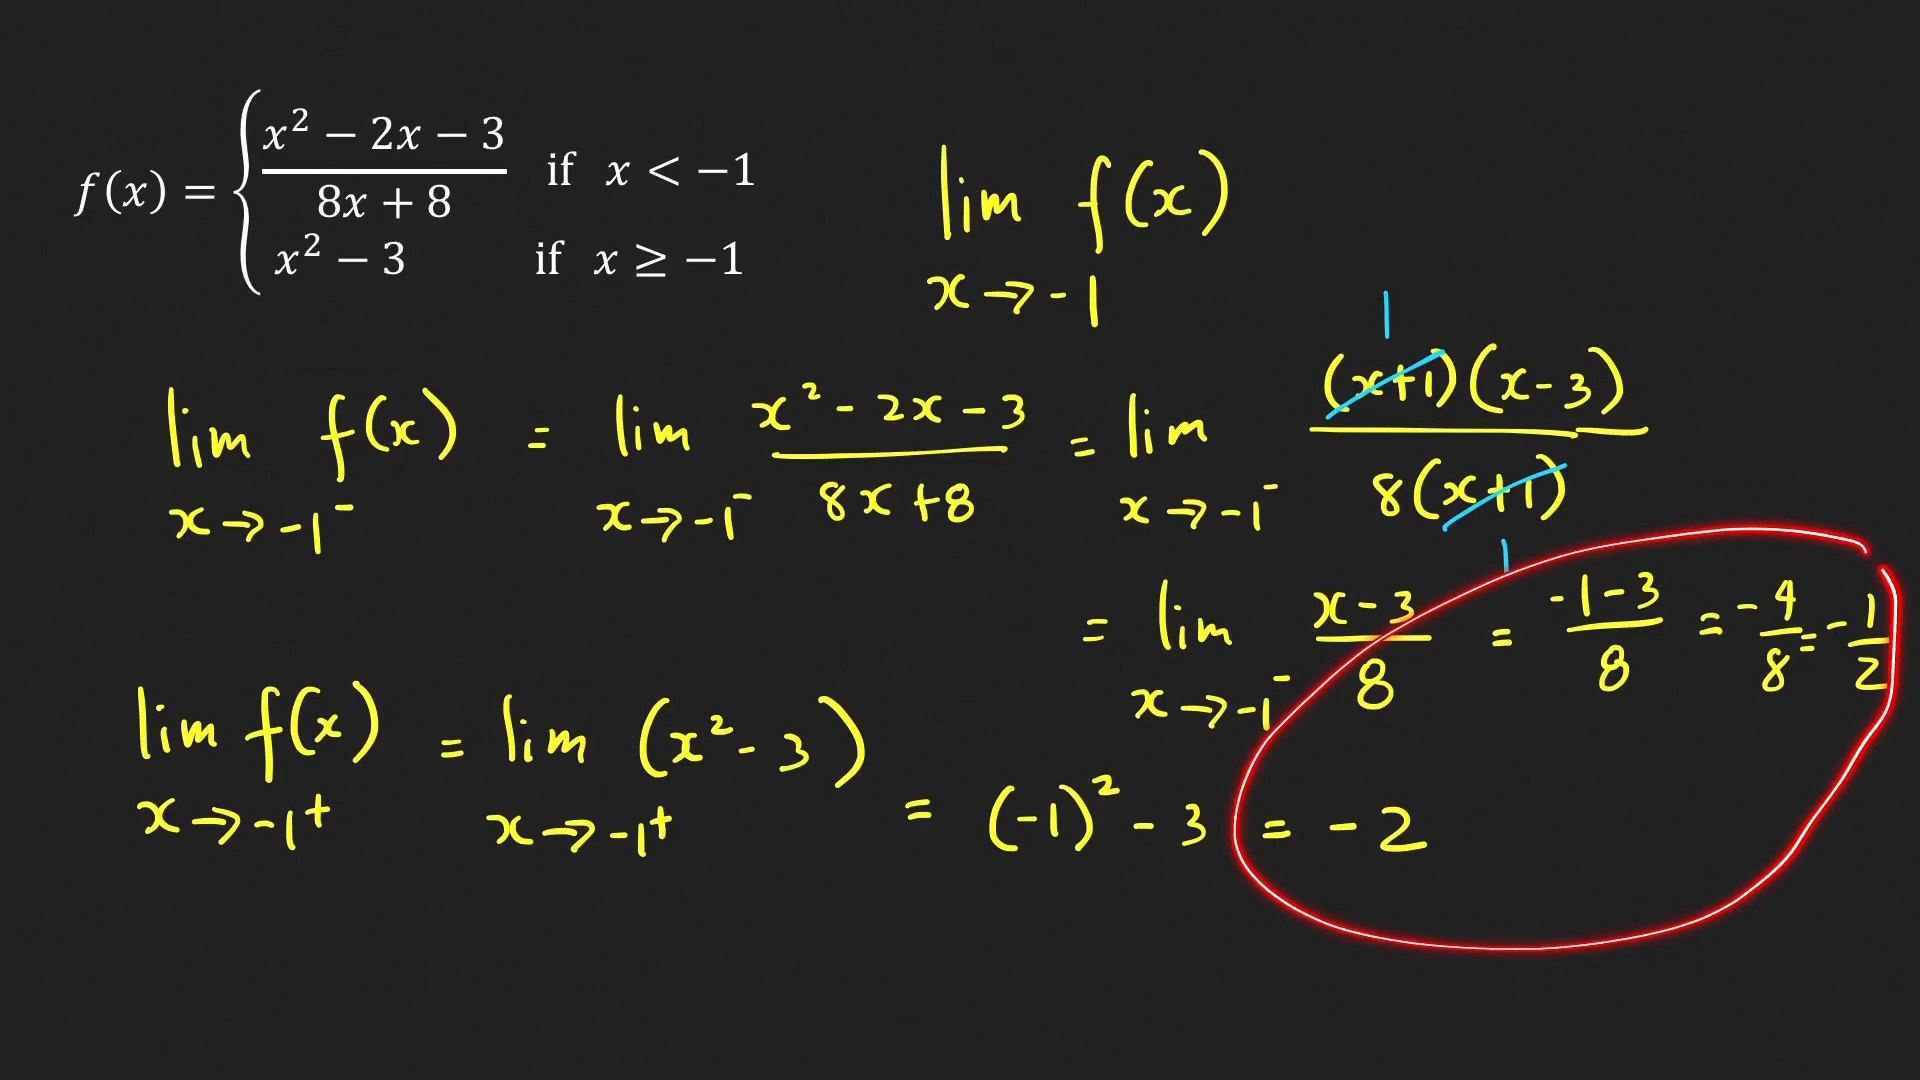 f(x) = { (x² − 2x − 3)/(8x + 8) if x < −1
x² − 3 if x ≥ −1
lim f(x)
x → -1
lim f(x) = lim (x² - 2x - 3)/(8x + 8) = lim ((x+1)(x-3))/(8(x+1))
x → -1⁻ x → -1⁻ x → -1⁻
1
1
= lim (x-3)/8 = (-1-3)/8 = -4/8 = -1/2
x → -1⁻
lim f(x) = lim (x² - 3)
x → -1⁺ x → -1⁺
= (-1)² - 3 = -2